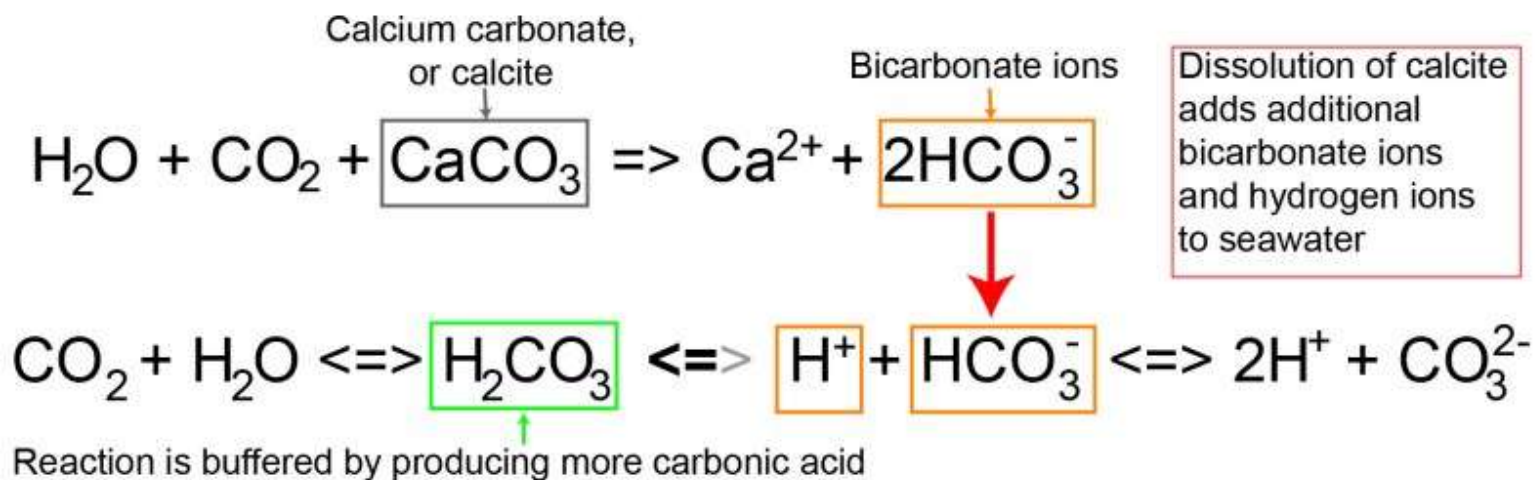 Calcium carbonate,
or calcite
Bicarbonate ions
H₂O + CO₂ + CaCO₃ => Ca²⁺ + 2HCO₃⁻
Dissolution of calcite
adds additional
bicarbonate ions
and hydrogen ions
to seawater
CO₂ + H₂O <=> H₂CO₃ <=> H⁺ + HCO₃⁻ <=> 2H⁺ + CO₃²⁻
Reaction is buffered by producing more carbonic acid